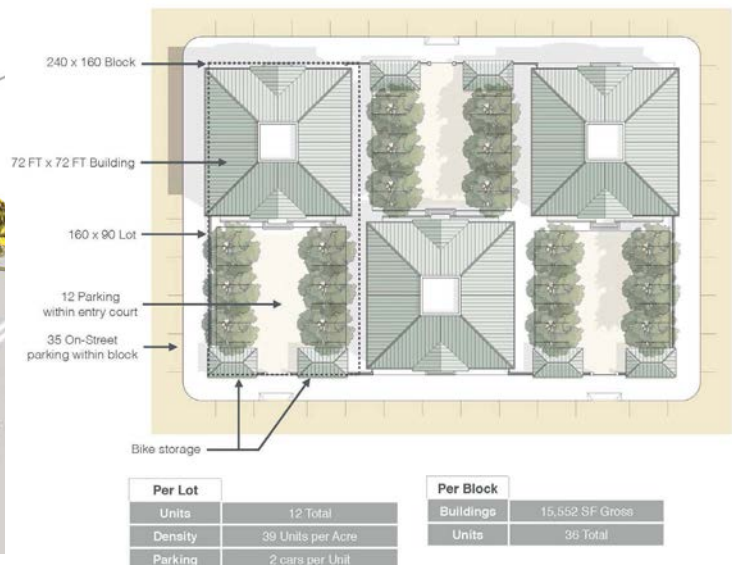 240 x 160 Block
72 FT x 72 FT Building
160 x 90 Lot
12 Parking
within entry court
35 On-Street
parking within block
Bike storage
Per Lot
Units 12 Total
Density 39 Units per Acre
Parking 2 cars per Unit
Per Block
Buildings 15,552 SF Gross
Units 36 Total